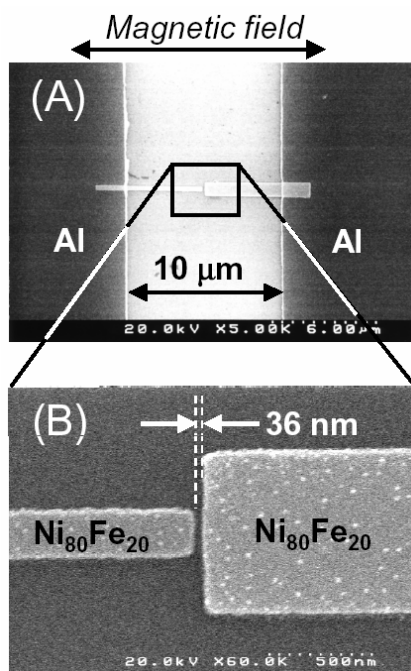 Magnetic field
(A)
Al
Al
10 μm
20.0kV X5.00K 6.00μm
(B)
36 nm
Ni80Fe20
Ni80Fe20
20.0kV X60.0K 500nm